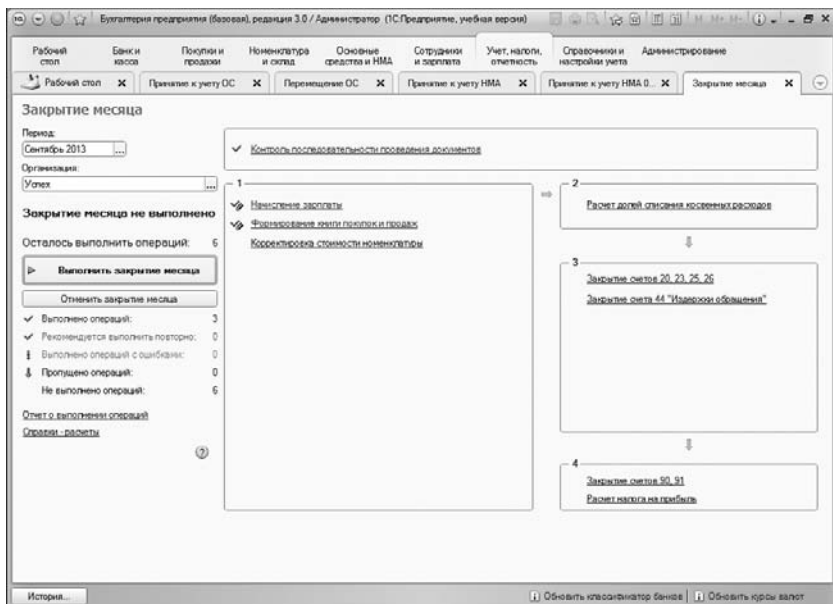 Бухгалтерия предприятия (базовая), редакция 3.0 / Администратор (1С:Предприятие, учебная версия)
M M+ M-
Рабочий стол
Банк и касса
Покупки и продажи
Номенклатура и склад
Основные средства и НМА
Сотрудники и зарплата
Учет, налоги, отчетность
Справочники и настройки учета
Администрирование
Рабочий стол
Принятие к учету ОС
Перемещение ОС
Принятие к учету НМА
Принятие к учету НМА 0...
Закрытие месяца
Закрытие месяца
Период:
Сентябрь 2013 ...
Организация:
Успех ...
Закрытие месяца не выполнено
Осталось выполнить операций: 6
Выполнить закрытие месяца
Отменить закрытие месяца
Выполнено операций: 3
Рекомендуется выполнить повторно: 0
Выполнено операций с ошибками: 0
Пропущено операций: 0
Не выполнено операций: 6
Отчет о выполнении операций
Справки-расчеты
?
Контроль последовательности проведения документов
1
Начисление зарплаты
Формирование книги покупок и продаж
Корректировка стоимости номенклатуры
2
Расчет долей списания косвенных расходов
3
Закрытие счетов 20, 23, 25, 26
Закрытие счета 44 "Издержки обращения"
4
Закрытие счетов 90, 91
Расчет налога на прибыль
История...
Обновить классификатор банков
Обновить курсы валют